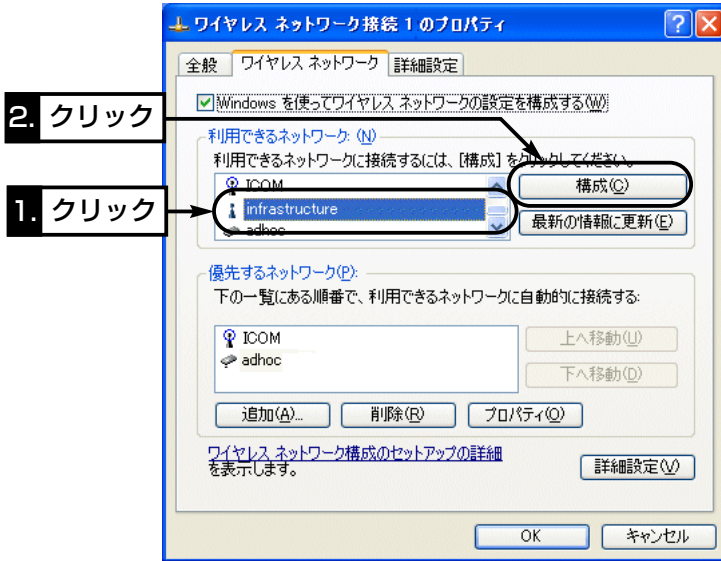 ワイヤレス ネットワーク接続 1 のプロパティ
全般
ワイヤレス ネットワーク
詳細設定
Windows を使ってワイヤレス ネットワークの設定を構成する(W)
2. クリック
利用できるネットワーク: (N)
利用できるネットワークに接続するには、[構成] をクリックしてください。
ICOM
構成(C)
1. クリック
infrastructure
adhoc
最新の情報に更新(E)
優先するネットワーク(P):
下の一覧にある順番で、利用できるネットワークに自動的に接続する:
ICOM
adhoc
上へ移動(U)
下へ移動(D)
追加(A)...
削除(R)
プロパティ(O)
ワイヤレス ネットワーク構成のセットアップの詳細
を表示します。
詳細設定(V)
OK
キャンセル